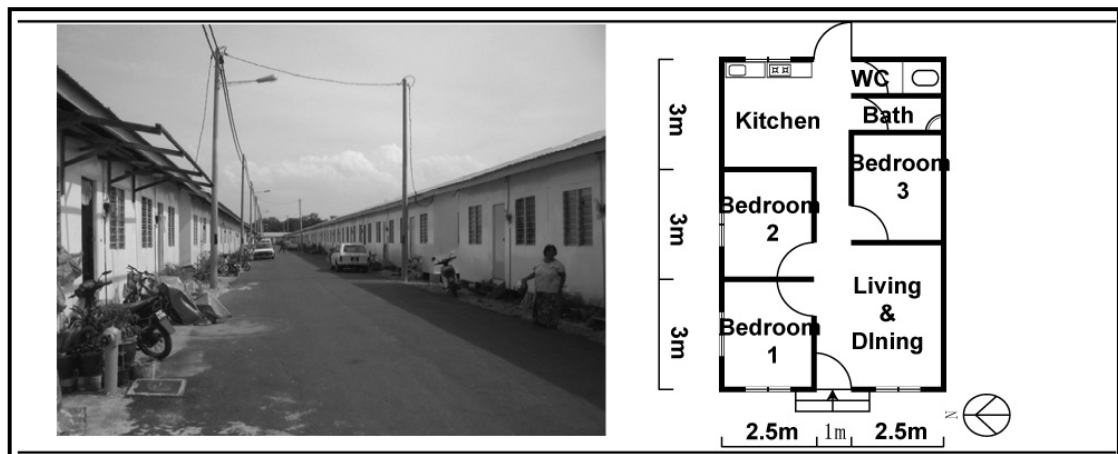 WC
Bath
Kitchen
Bedroom
3
Bedroom
2
Living
&
DIning
Bedroom
1
3m
3m
3m
N
2.5m
1m
2.5m